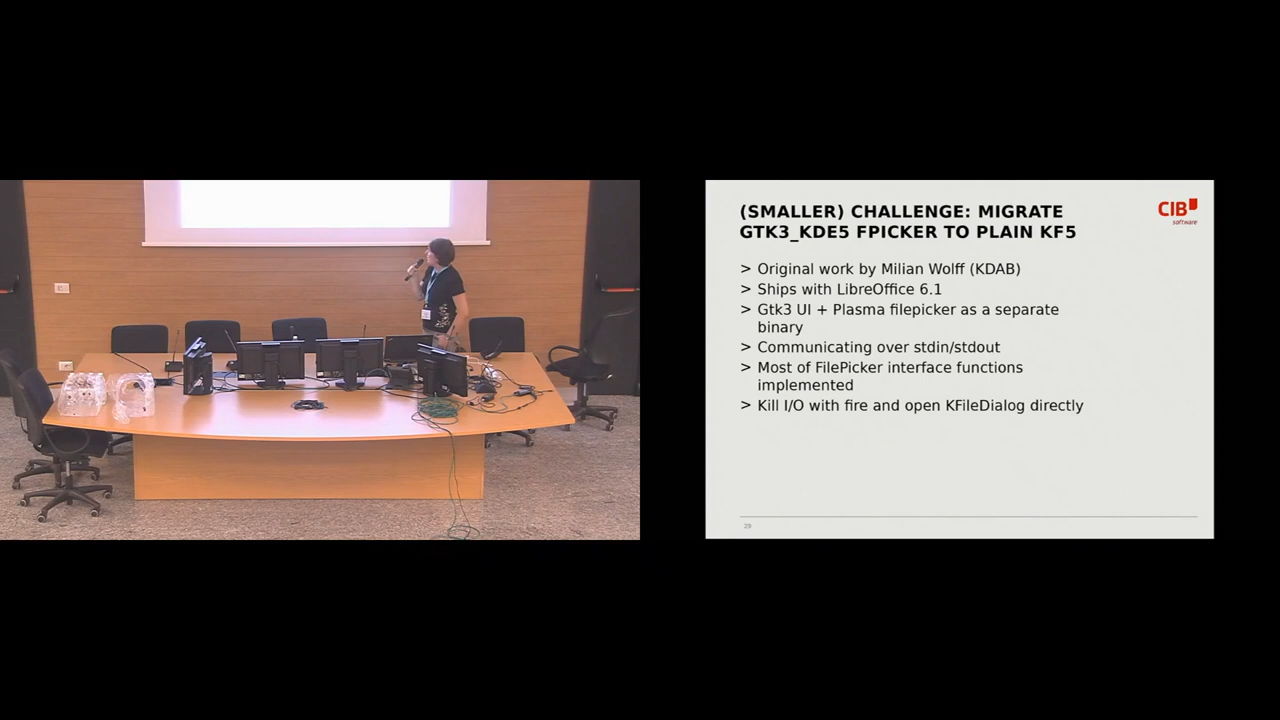 (SMALLER) CHALLENGE: MIGRATE
GTK3_KDE5 FPICKER TO PLAIN KF5
CIB
software
> Original work by Milian Wolff (KDAB)
> Ships with LibreOffice 6.1
> Gtk3 UI + Plasma filepicker as a separate
binary
> Communicating over stdin/stdout
> Most of FilePicker interface functions
implemented
> Kill I/O with fire and open KFileDialog directly
29